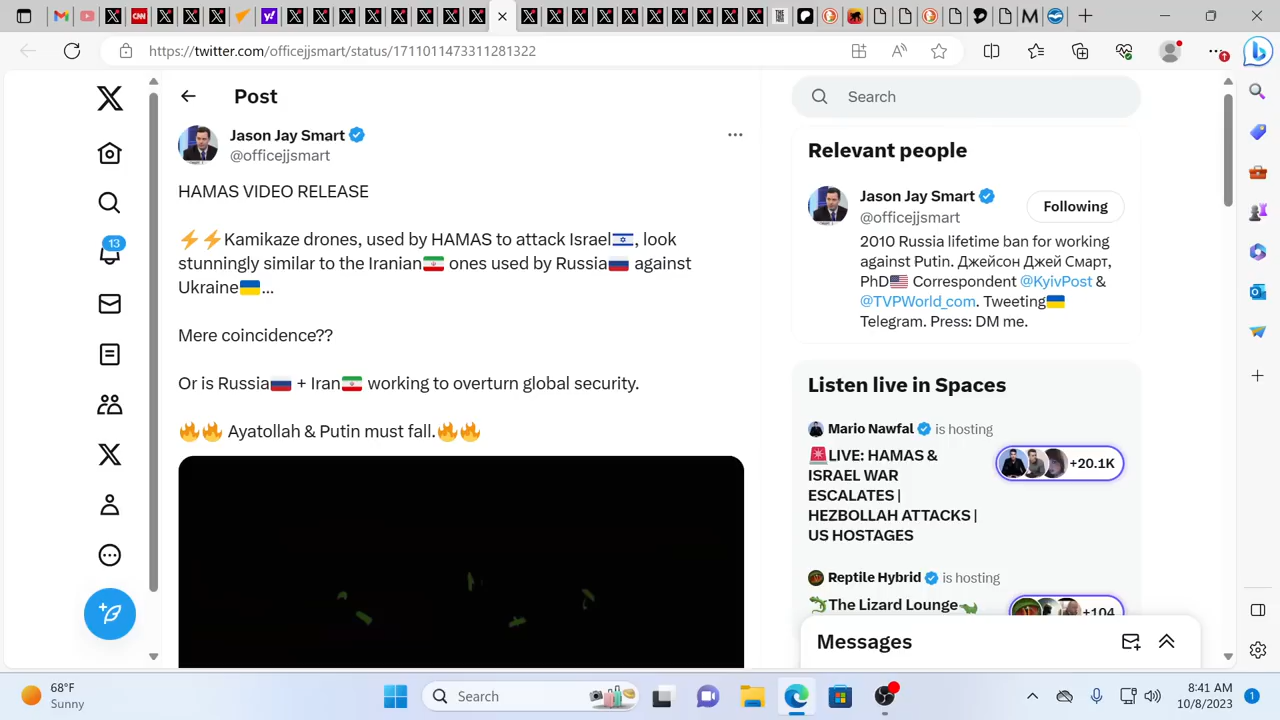 https://twitter.com/officejjsmart/status/1711011473311281322
Post
Jason Jay Smart
@officejjsmart
HAMAS VIDEO RELEASE
⚡⚡Kamikaze drones, used by HAMAS to attack Israel🇮🇱, look
stunningly similar to the Iranian🇮🇷 ones used by Russia🇷🇺 against
Ukraine🇺🇦...
Mere coincidence??
Or is Russia🇷🇺 + Iran🇮🇷 working to overturn global security.
🔥🔥 Ayatollah & Putin must fall.🔥🔥
13
Search
Relevant people
Jason Jay Smart
Following
@officejjsmart
2010 Russia lifetime ban for working
against Putin. Джейсон Джей Смарт,
PhD🇺🇸 Correspondent @KyivPost &
@TVPWorld_com. Tweeting🇺🇦
Telegram. Press: DM me.
Listen live in Spaces
Mario Nawfal is hosting
🚨LIVE: HAMAS &
ISRAEL WAR
ESCALATES |
HEZBOLLAH ATTACKS |
US HOSTAGES
+20.1K
Reptile Hybrid is hosting
🦎The Lizard Lounge🦎
+104
Messages
68°F
Sunny
Search
8:41 AM
10/8/2023
1